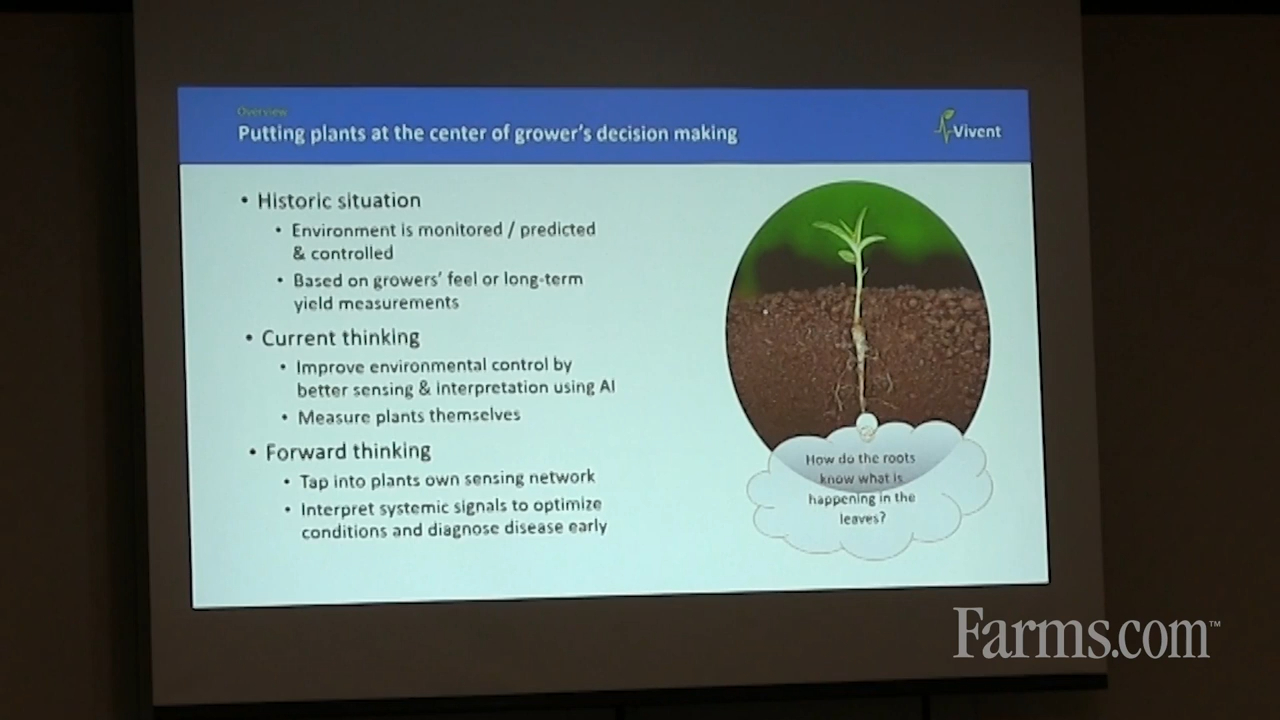 Overview
Putting plants at the center of grower's decision making
Vivent
• Historic situation
• Environment is monitored / predicted
& controlled
• Based on growers' feel or long-term
yield measurements
• Current thinking
• Improve environmental control by
better sensing & interpretation using AI
• Measure plants themselves
• Forward thinking
• Tap into plants own sensing network
• Interpret systemic signals to optimize
conditions and diagnose disease early
How do the roots
know what is
happening in the
leaves?
Farms.com™